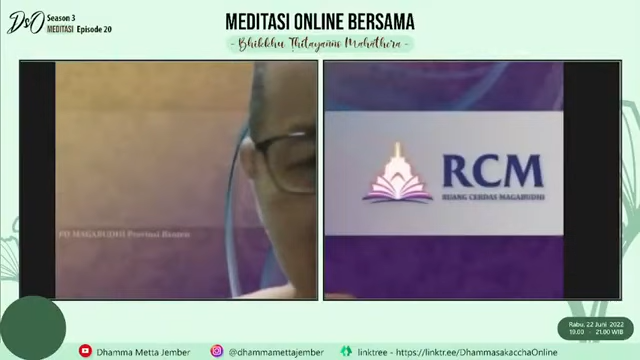 DsO Season 3
MEDITASI Episode 20
MEDITASI ONLINE BERSAMA
- Bhikkhu Thitayanno Mahathera -
PD MAGABUDHI Provinsi Banten
RCM
RUANG CERDAS MAGABUDHI
Rabu, 22 Juni 2022
19.00 - 21.00 WIB
Dhamma Metta Jember
@dhammamettajember
linktree - https://linktr.ee/DhammasakacchaOnline